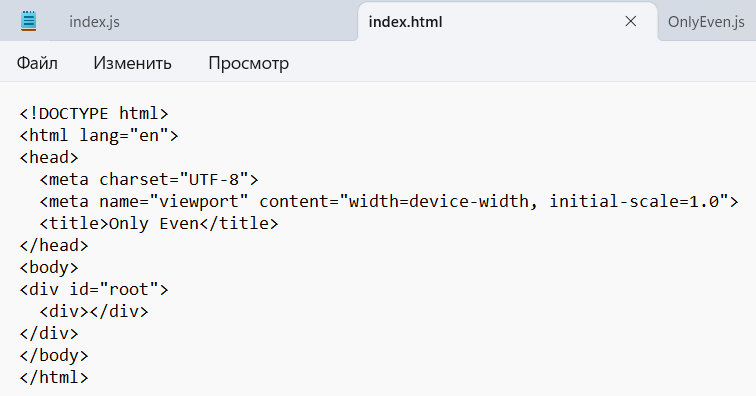 index.js
index.html
OnlyEven.js
Файл Изменить Просмотр
<!DOCTYPE html>
<html lang="en">
<head>
  <meta charset="UTF-8">
  <meta name="viewport" content="width=device-width, initial-scale=1.0">
  <title>Only Even</title>
</head>
<body>
<div id="root">
  <div></div>
</div>
</body>
</html>